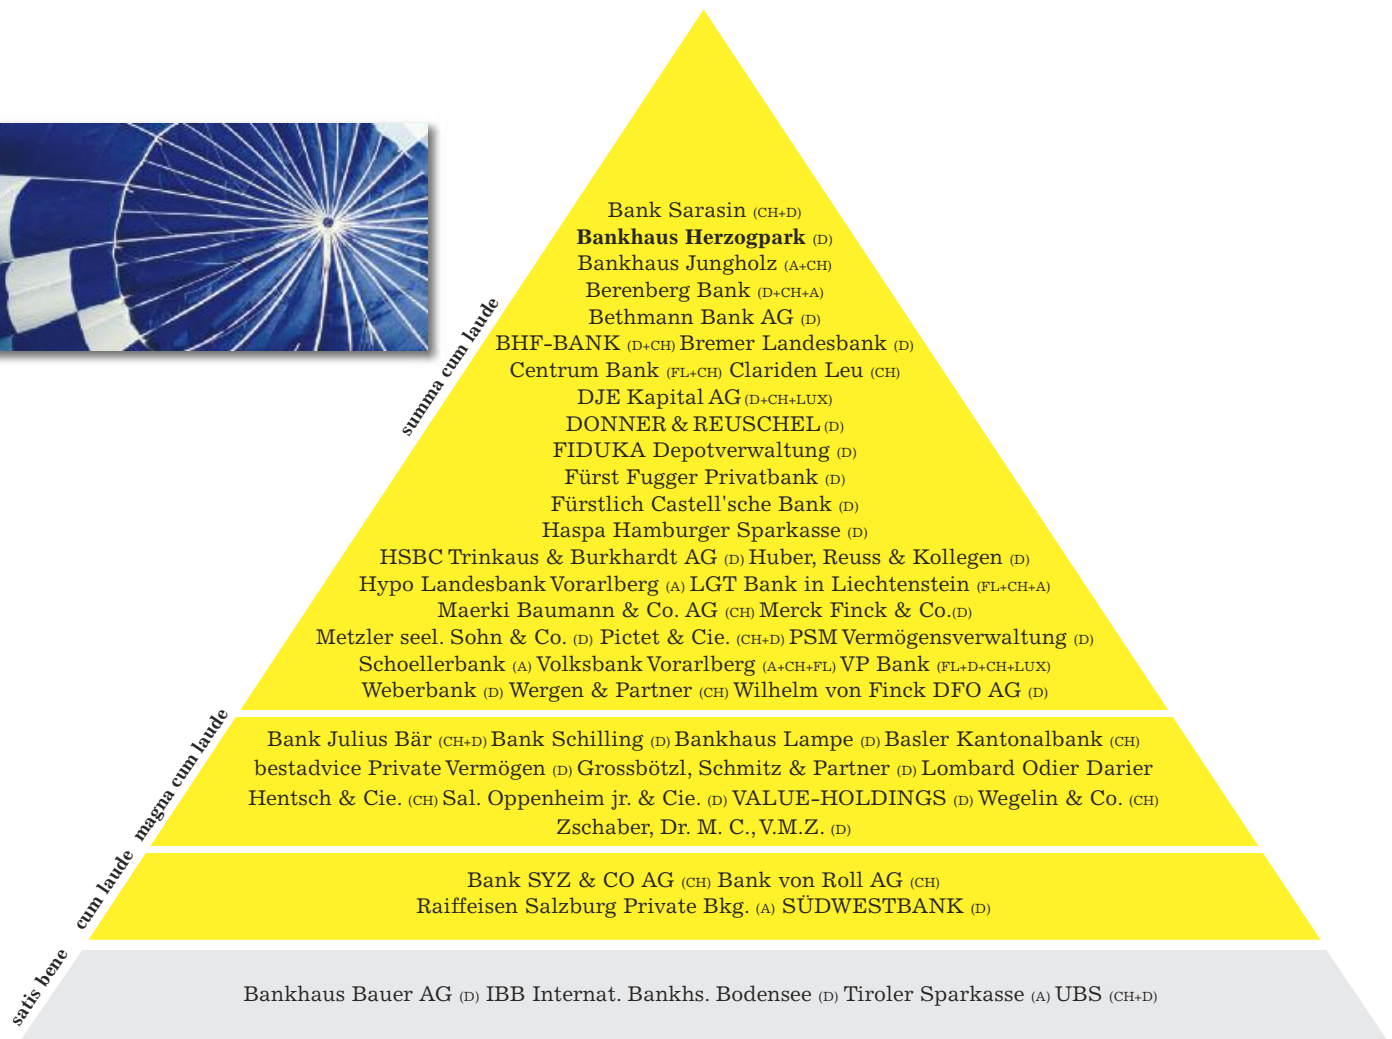 Bank Sarasin (CH+D)
Bankhaus Herzogpark (D)
Bankhaus Jungholz (A+CH)
Berenberg Bank (D+CH+A)
Bethmann Bank AG (D)
BHF-BANK (D+CH) Bremer Landesbank (D)
Centrum Bank (FL+CH) Clariden Leu (CH)
DJE Kapital AG (D+CH+LUX)
DONNER & REUSCHEL (D)
FIDUKA Depotverwaltung (D)
Fürst Fugger Privatbank (D)
Fürstlich Castell'sche Bank (D)
Haspa Hamburger Sparkasse (D)
HSBC Trinkaus & Burkhardt AG (D) Huber, Reuss & Kollegen (D)
Hypo Landesbank Vorarlberg (A) LGT Bank in Liechtenstein (FL+CH+A)
Maerki Baumann & Co. AG (CH) Merck Finck & Co.(D)
Metzler seel. Sohn & Co. (D) Pictet & Cie. (CH+D) PSM Vermögensverwaltung (D)
Schoellerbank (A) Volksbank Vorarlberg (A+CH+FL) VP Bank (FL+D+CH+LUX)
Weberbank (D) Wergen & Partner (CH) Wilhelm von Finck DFO AG (D)
summa cum laude
Bank Julius Bär (CH+D) Bank Schilling (D) Bankhaus Lampe (D) Basler Kantonalbank (CH)
bestadvice Private Vermögen (D) Grossbötzl, Schmitz & Partner (D) Lombard Odier Darier
Hentsch & Cie. (CH) Sal. Oppenheim jr. & Cie. (D) VALUE-HOLDINGS (D) Wegelin & Co. (CH)
Zschaber, Dr. M. C., V.M.Z. (D)
magna cum laude
Bank SYZ & CO AG (CH) Bank von Roll AG (CH)
Raiffeisen Salzburg Private Bkg. (A) SÜDWESTBANK (D)
cum laude
Bankhaus Bauer AG (D) IBB Internat. Bankhs. Bodensee (D) Tiroler Sparkasse (A) UBS (CH+D)
satis bene